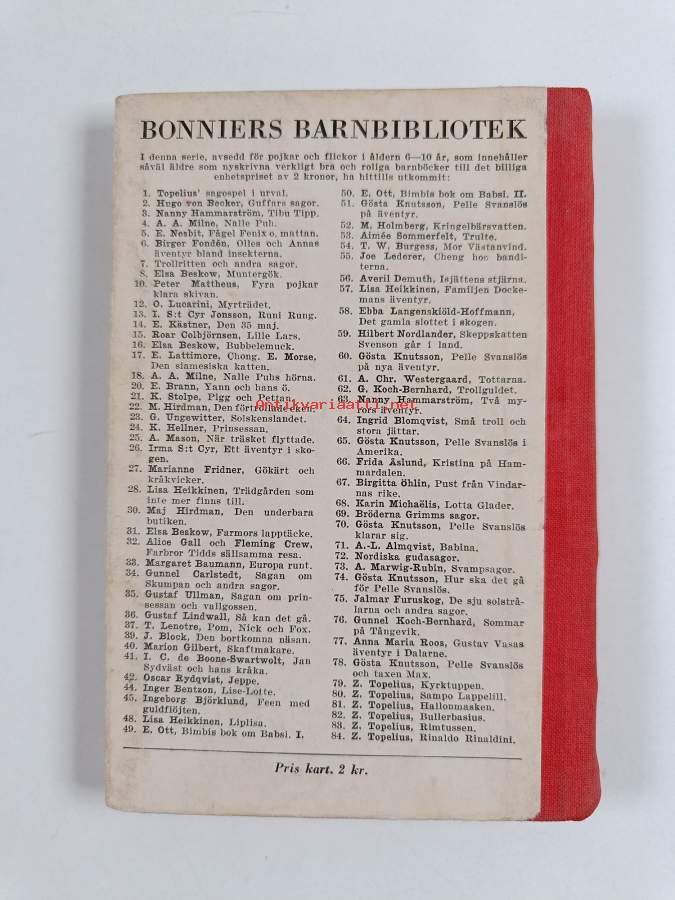 BONNIERS BARNBIBLIOTEK
I denna serie, avsedd för pojkar och flickor i åldern 6—10 år, som innehåller
såväl äldre som nyskrivna verkligt bra och roliga barnböcker till det billiga
enhetspriset av 2 kronor, ha hittills utkommit:
1. Topelius' sagospel i urval.
2. Hugo von Becker, Guffars sagor.
3. Nanny Hammarström, Tibu Tipp.
4. A. A. Milne, Nalle Puh.
5. E. Nesbit, Fågel Fenix o. mattan.
6. Birger Fondén, Olles och Annas
äventyr bland insekterna.
7. Trollritten och andra sagor.
8. Elsa Beskow, Muntergök.
10. Peter Mattheus, Fyra pojkar
klara skivan.
12. O. Lucarini, Myrträdet.
13. I. S:t Cyr Jonsson, Runi Rung.
14. E. Kästner, Den 35 maj.
15. Roar Colbjörnsen, Lille Lars.
16. Elsa Beskow, Bubbelemuck.
17. E. Lattimore, Chong. E. Morse,
Den siamesiska katten.
18. A. A. Milne, Nalle Puhs hörna.
20. E. Brann, Yann och hans ö.
21. K. Stolpe, Pigg och Pettan.
22. M. Hirdman, Den förtrollade eken.
23. G. Ungewitter, Solskenslandet.
24. K. Hellner, Prinsessan.
25. A. Mason, När träsket flyttade.
26. Irma S:t Cyr, Ett äventyr i sko-
gen.
27. Marianne Fridner, Gökärt och
kråkvicker.
28. Lisa Heikkinen, Trädgården som
inte mer finns till.
30. Maj Hirdman, Den underbara
butiken.
31. Elsa Beskow, Farmors lapptäcke.
32. Alice Gall och Fleming Crew,
Farbror Tidds sällsamma resa.
33. Margaret Baumann, Europa runt.
34. Gunnel Carlstedt, Sagan om
Skumpan och andra sagor.
35. Gustaf Ullman, Sagan om prin-
sessan och vallgossen.
36. Gustaf Lindwall, Så kan det gå.
37. T. Lenotre, Pom, Nick och Fox.
39. J. Block, Den bortkomna näsan.
40. Marion Gilbert, Skaftmakare.
41. I. C. de Boone-Swartwolt, Jan
Sydväst och hans kråka.
42. Oscar Rydqvist, Jeppe.
44. Inger Bentzon, Lise-Lotte.
45. Ingeborg Björklund, Feen med
guldflöjten.
48. Lisa Heikkinen, Liplisa.
49. E. Ott, Bimbis bok om Babsi. I.
50. E. Ott, Bimbis bok om Babsi. II.
51. Gösta Knutsson, Pelle Svanslös
på äventyr.
52. M. Holmberg, Kringelbärsvatten.
53. Aimée Sommerfelt, Trulte.
54. T. W. Burgess, Mor Västanvind.
55. Joe Lederer, Cheng hoc bandi-
terna.
56. Averil Demuth, Isjättens stjärna.
57. Lisa Heikkinen, Familjen Docke-
mans äventyr.
58. Ebba Langenskiöld-Hoffmann,
Det gamla slottet i skogen.
59. Hilbert Nordlander, Skeppskatten
Svenson går i land.
60. Gösta Knutsson, Pelle Svanslös
på nya äventyr.
61. A. Chr. Westergaard, Tottarna.
62. G. Koch-Bernhard, Trollguldet.
63. Nanny Hammarström, Två my-
rors äventyr.
64. Ingrid Blomqvist, Små troll och
stora jättar.
65. Gösta Knutsson, Pelle Svanslös i
Amerika.
66. Frida Åslund, Kristina på Ham-
mardalen.
67. Birgitta Öhlin, Pust från Vindar-
nas rike.
68. Karin Michaëlis, Lotta Glader.
69. Bröderna Grimms sagor.
70. Gösta Knutsson, Pelle Svanslös
klarar sig.
71. A.-L. Almqvist, Babina.
72. Nordiska gudasagor.
73. A. Marwig-Rubin, Svampsagor.
74. Gösta Knutsson, Hur ska det gå
för Pelle Svanslös.
75. Jalmar Furuskog, De sju solstrå-
larna och andra sagor.
76. Gunnel Koch-Bernhard, Sommar
på Tångevik.
77. Anna Maria Roos, Gustav Vasas
äventyr i Dalarne.
78. Gösta Knutsson, Pelle Svanslös
och taxen Max.
79. Z. Topelius, Kyrktuppen.
80. Z. Topelius, Sampo Lappelill.
81. Z. Topelius, Hallonmasken.
82. Z. Topelius, Bullerbasius.
83. Z. Topelius, Rimtussen.
84. Z. Topelius, Rinaldo Rinaldini.
Pris kart. 2 kr.
antikvariaatti.net